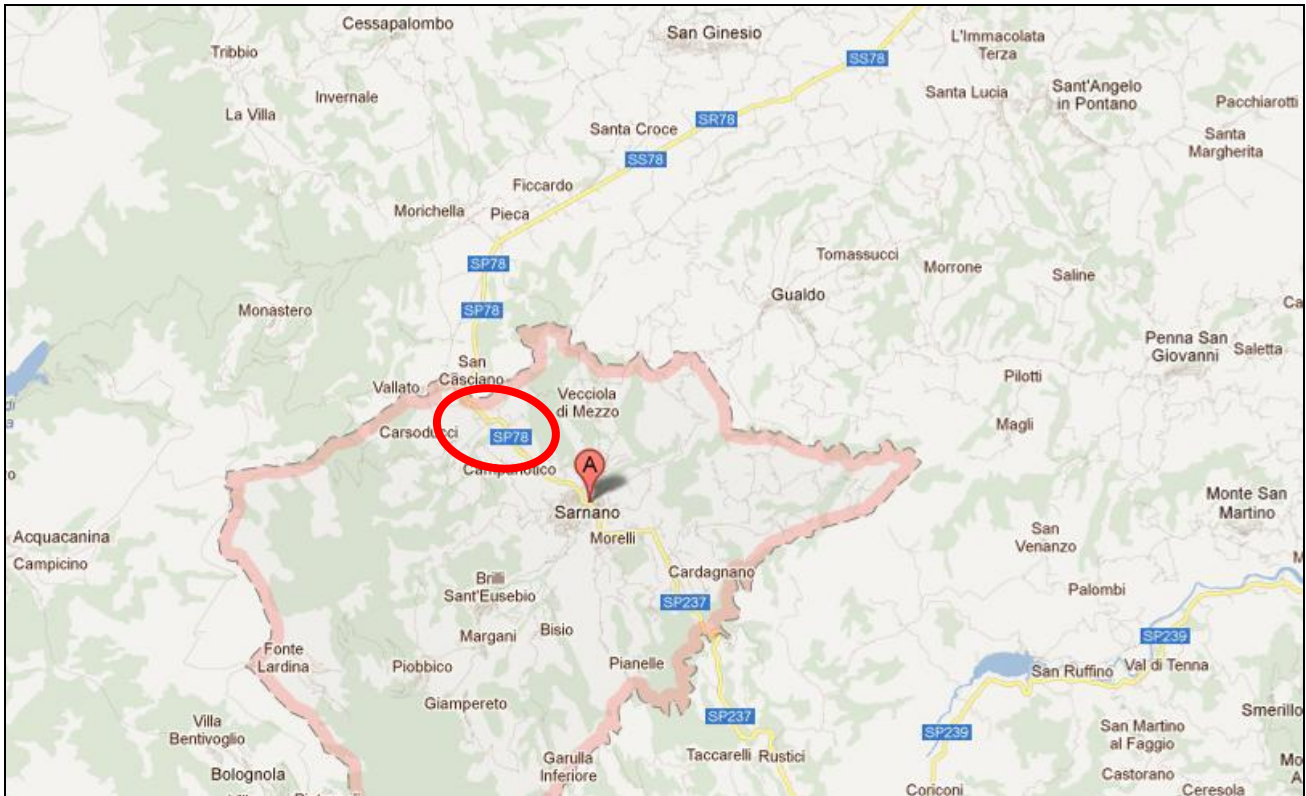 Cessapalombo
San Ginesio
L'Immacolata
Terza
Tribbio
SS78
Invernale
La Villa
Santa Lucia
Sant'Angelo
in Pontano
Pacchiarotti
Santa Croce
SR78
Santa
Margherita
SS78
Ficcardo
Morichella
Pieca
SP78
Tomassucci
Morrone
Saline
Gualdo
Monastero
SP78
Ca
Penna San
Giovanni
Saletta
San
Casciano
Vallato
Vecciola
di Mezzo
Pilotti
Carsoducci
SP78
Magli
Campanotico
A
Sarnano
Monte San
Martino
Morelli
San
Venanzo
Acquacanina
Campicino
Cardagnano
Brilli
Sant'Eusebio
Palombi
SP237
Margani
Bisio
SP239
Fonte
Lardina
Piobbico
Pianelle
San Ruffino
Val di Tenna
Giampereto
Smerillo
Villa
Bentivoglio
SP237
SP239
San Martino
al Faggio
Garulla
Inferiore
Taccarelli
Rustici
Mo
Bolognola
Castorano
Coriconi
Ceresola